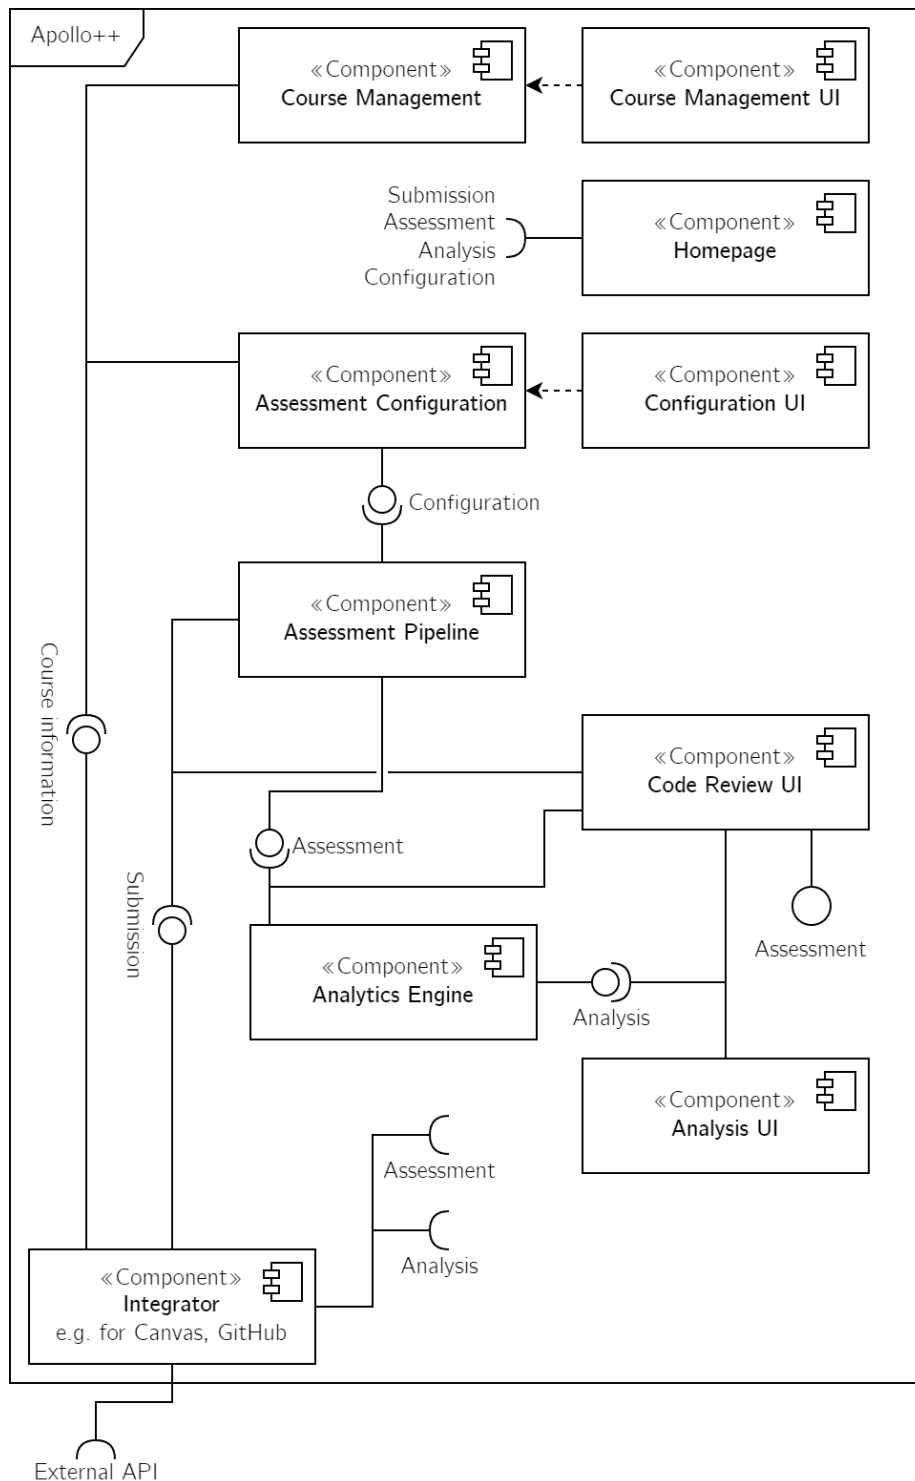 Apollo++
«Component»
Course Management
«Component»
Course Management UI
Submission
Assessment
Analysis
Configuration
«Component»
Homepage
«Component»
Assessment Configuration
«Component»
Configuration UI
Configuration
«Component»
Assessment Pipeline
Course information
«Component»
Code Review UI
Assessment
Submission
Assessment
«Component»
Analytics Engine
Analysis
«Component»
Analysis UI
Assessment
Analysis
«Component»
Integrator
e.g. for Canvas, GitHub
External API